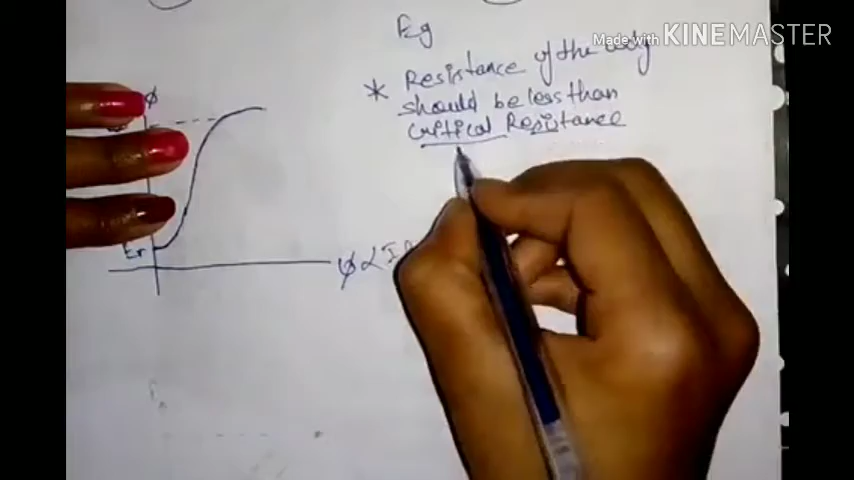 Eg
Made with KINEMASTER
* Resistance of the
should be less than
critical Resistance
φ
Er
φ α I